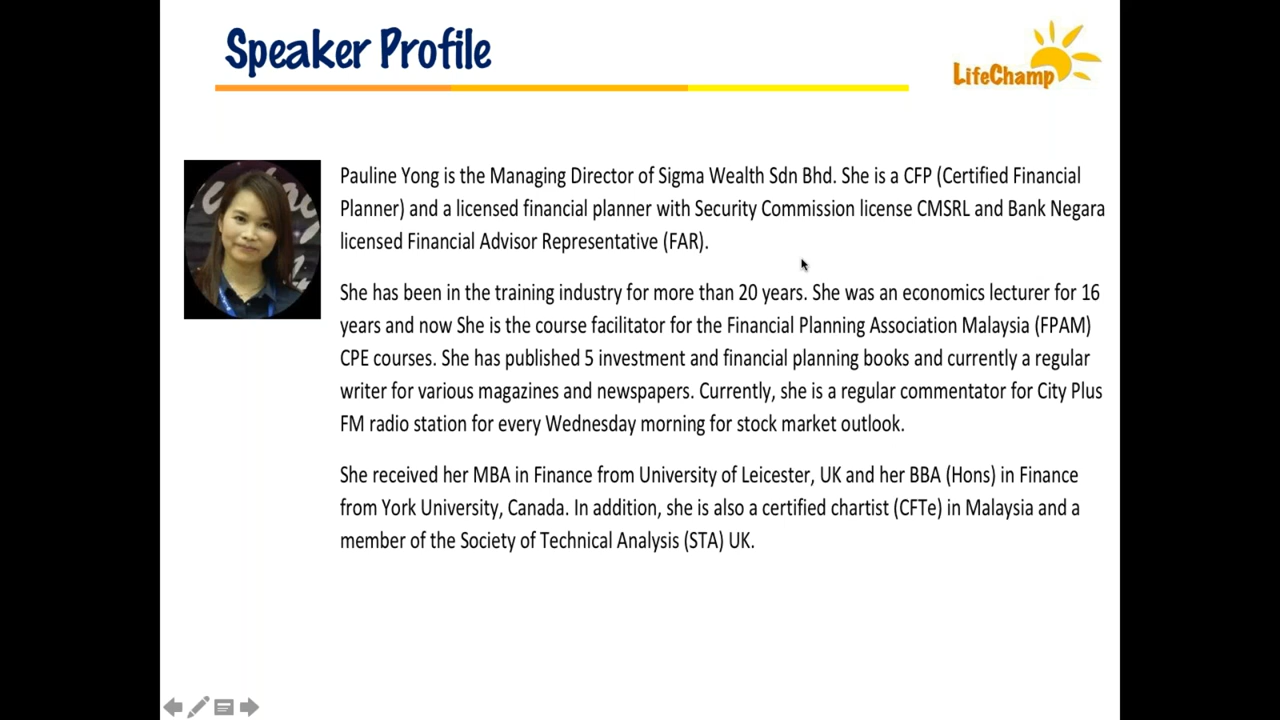 Speaker Profile
LifeChamp
Pauline Yong is the Managing Director of Sigma Wealth Sdn Bhd. She is a CFP (Certified Financial
Planner) and a licensed financial planner with Security Commission license CMSRL and Bank Negara
licensed Financial Advisor Representative (FAR).
She has been in the training industry for more than 20 years. She was an economics lecturer for 16
years and now She is the course facilitator for the Financial Planning Association Malaysia (FPAM)
CPE courses. She has published 5 investment and financial planning books and currently a regular
writer for various magazines and newspapers. Currently, she is a regular commentator for City Plus
FM radio station for every Wednesday morning for stock market outlook.
She received her MBA in Finance from University of Leicester, UK and her BBA (Hons) in Finance
from York University, Canada. In addition, she is also a certified chartist (CFTe) in Malaysia and a
member of the Society of Technical Analysis (STA) UK.